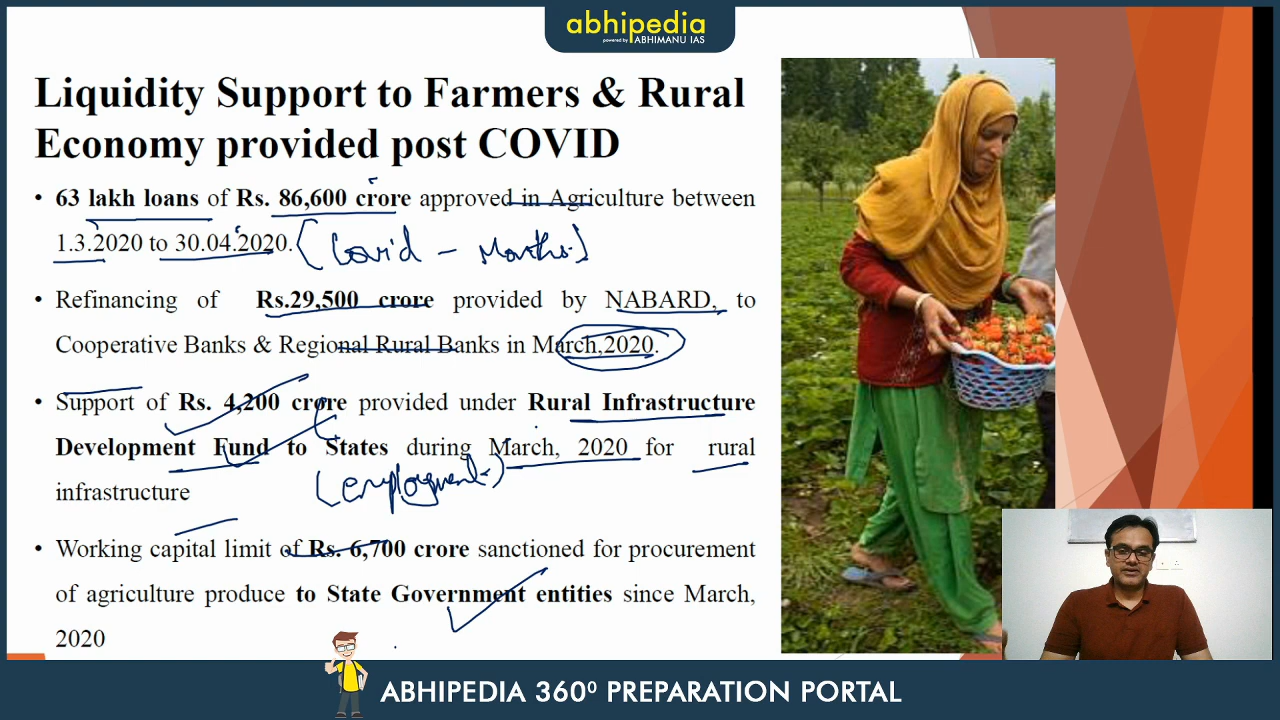 abhipedia
powered by ABHIMANU IAS
Liquidity Support to Farmers & Rural
Economy provided post COVID
• 63 lakh loans of Rs. 86,600 crore approved in Agriculture between
1.3.2020 to 30.04.2020. (Covid - Months)
• Refinancing of Rs.29,500 crore provided by NABARD, to
Cooperative Banks & Regional Rural Banks in March,2020.
• Support of Rs. 4,200 crore provided under Rural Infrastructure
Development Fund to States during March, 2020 for rural
infrastructure (employment)
• Working capital limit of Rs. 6,700 crore sanctioned for procurement
of agriculture produce to State Government entities since March,
2020
ABHIPEDIA 360⁰ PREPARATION PORTAL